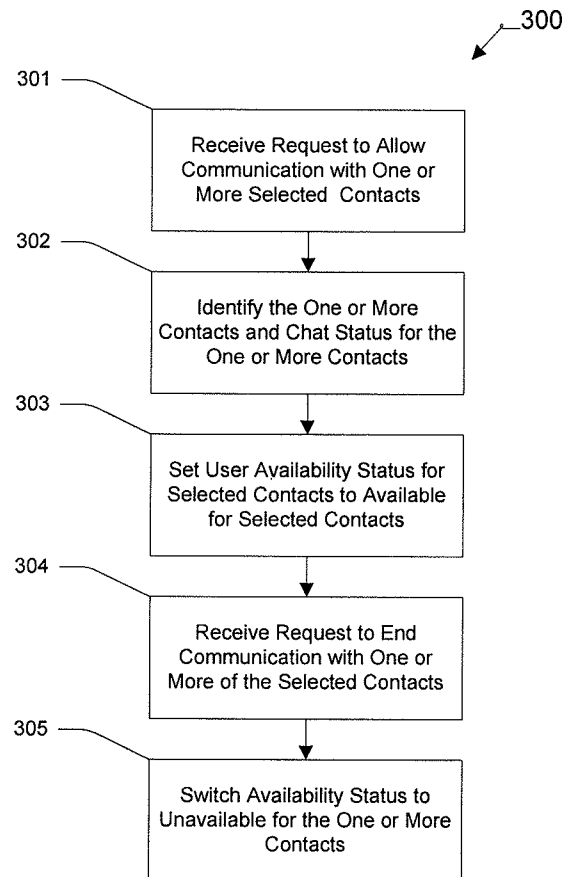 300
301
Receive Request to Allow
Communication with One or
More Selected Contacts
302
Identify the One or More
Contacts and Chat Status for the
One or More Contacts
303
Set User Availability Status for
Selected Contacts to Available
for Selected Contacts
304
Receive Request to End
Communication with One or
More of the Selected Contacts
305
Switch Availability Status to
Unavailable for the One or More
Contacts